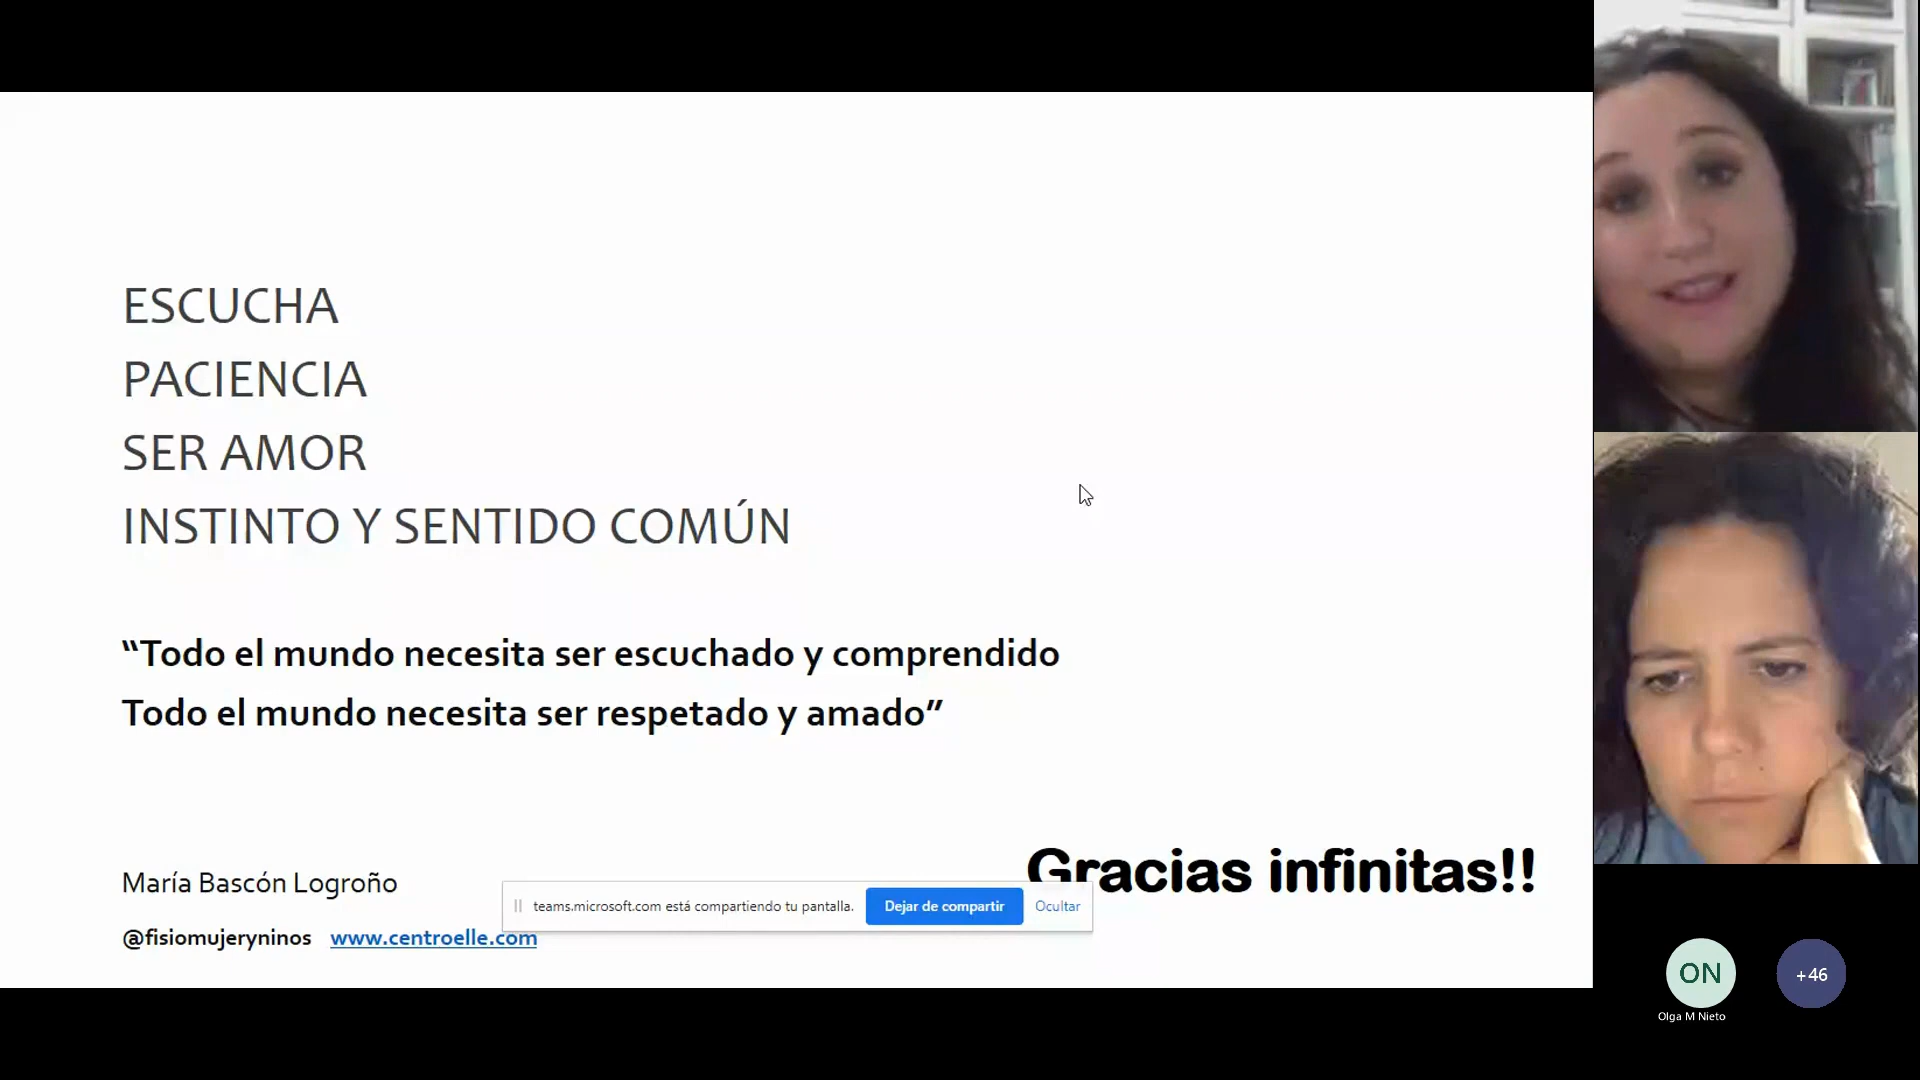 ESCUCHA
PACIENCIA
SER AMOR
INSTINTO Y SENTIDO COMÚN
“Todo el mundo necesita ser escuchado y comprendido
Todo el mundo necesita ser respetado y amado”
Gracias infinitas!!
María Bascón Logroño
teams.microsoft.com está compartiendo tu pantalla. Dejar de compartir Ocultar
@fisiomujeryninos www.centroelle.com
ON +46
Olga M Nieto